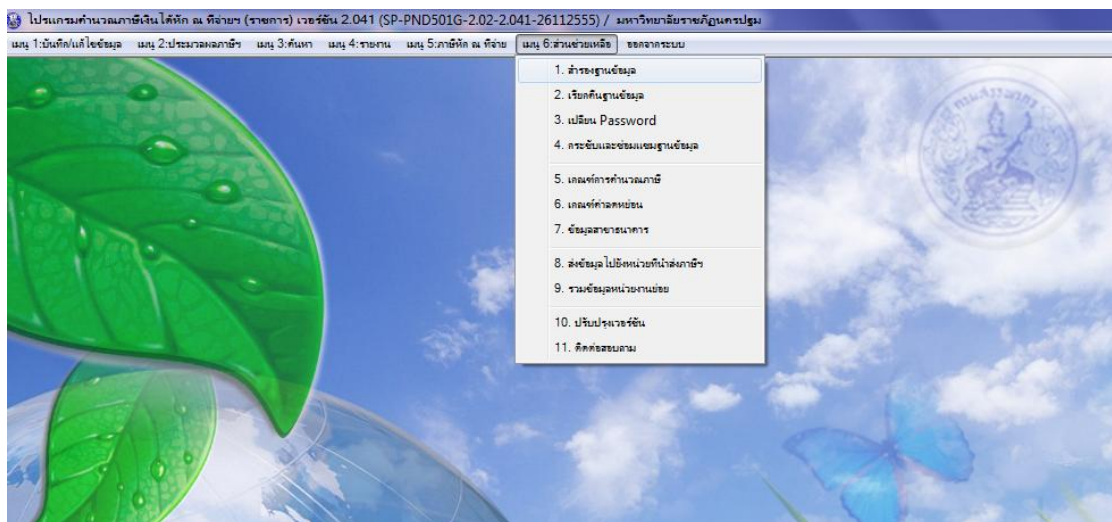 โปรแกรมคำนวณภาษีเงินได้หัก ณ ที่จ่ายฯ (ราชการ) เวอร์ชัน 2.041 (SP-PND501G-2.02-2.041-26112555) / มหาวิทยาลัยราชภัฏนครปฐม
เมนู 1:บันทึก/แก้ไขข้อมูล เมนู 2:ประมวลผลภาษีฯ เมนู 3:ค้นหา เมนู 4:รายงาน เมนู 5:ภาษีหัก ณ ที่จ่าย เมนู 6:ส่วนช่วยเหลือ ออกจากระบบ
1. สำรองฐานข้อมูล
2. เรียกคืนฐานข้อมูล
3. เปลี่ยน Password
4. กระชับและซ่อมแซมฐานข้อมูล
5. เกณฑ์การคำนวณภาษี
6. เกณฑ์ค่าลดหย่อน
7. ข้อมูลสาขาธนาคาร
8. ส่งข้อมูลไปยังหน่วยที่นำส่งภาษีฯ
9. รวมข้อมูลหน่วยงานย่อย
10. ปรับปรุงเวอร์ชัน
11. ติดต่อสอบถาม
กรมสรรพากร